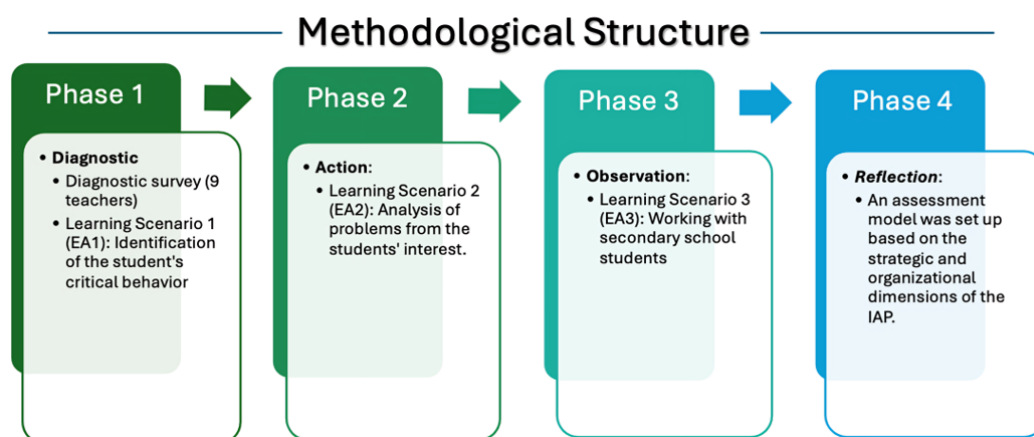 Methodological Structure
Phase 1
• Diagnostic
• Diagnostic survey (9
teachers)
• Learning Scenario 1
(EA1): Identification
of the student's
critical behavior
Phase 2
• Action:
• Learning Scenario 2
(EA2): Analysis of
problems from the
students' interest.
Phase 3
• Observation:
• Learning Scenario 3
(EA3): Working with
secondary school
students
Phase 4
• Reflection:
• An assessment
model was set up
based on the
strategic and
organizational
dimensions of the
IAP.